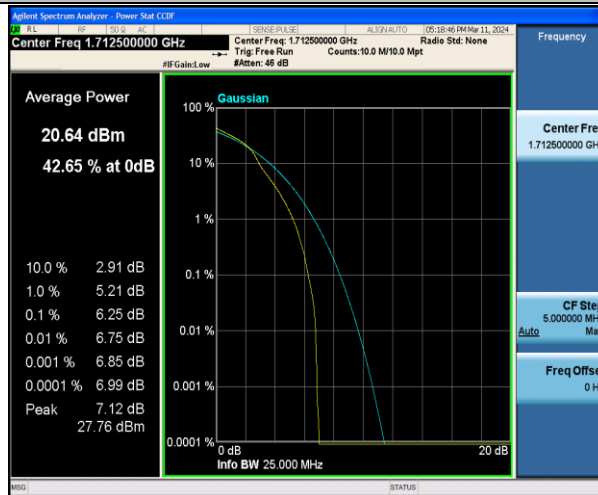 Agilent Spectrum Analyzer - Power Stat CCDF
RL RF 50 Ω AC SENSE:PULSE ALIGN AUTO 05:18:46 PM Mar 11, 2024
Center Freq 1.712500000 GHz
Center Freq: 1.712500000 GHz Radio Std: None
Trig: Free Run Counts:10.0 M/10.0 Mpt
#IFGain:Low #Atten: 46 dB
Frequency
Average Power
20.64 dBm
42.65 % at 0dB
10.0 % 2.91 dB
1.0 % 5.21 dB
0.1 % 6.25 dB
0.01 % 6.75 dB
0.001 % 6.85 dB
0.0001 % 6.99 dB
Peak 7.12 dB
27.76 dBm
Gaussian
100 %
10 %
1 %
0.1 %
0.01 %
0.001 %
0.0001 %
0 dB 20 dB
Info BW 25.000 MHz
Center Fre
1.712500000 GH
CF Ste
5.000000 MH
Auto Ma
Freq Offse
0 H
MSG STATUS